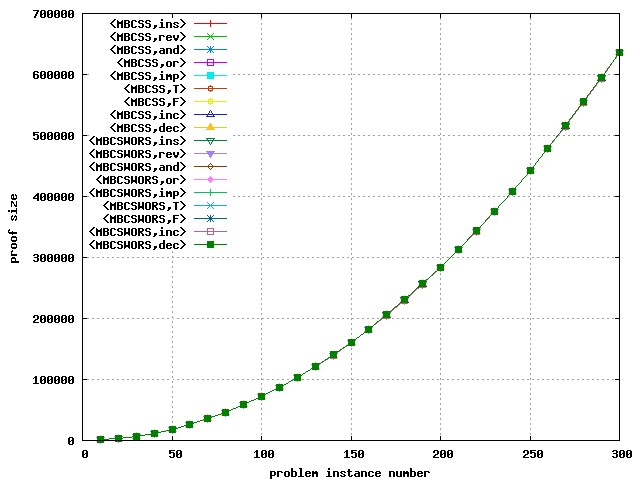 700000
600000
500000
400000
300000
200000
100000
0
proof size
<MBCSS,ins>
<MBCSS,rev>
<MBCSS,and>
<MBCSS,or>
<MBCSS,imp>
<MBCSS,T>
<MBCSS,F>
<MBCSS,inc>
<MBCSS,dec>
<MBCSWORS,ins>
<MBCSWORS,rev>
<MBCSWORS,and>
<MBCSWORS,or>
<MBCSWORS,imp>
<MBCSWORS,T>
<MBCSWORS,F>
<MBCSWORS,inc>
<MBCSWORS,dec>
0 50 100 150 200 250 300
problem instance number